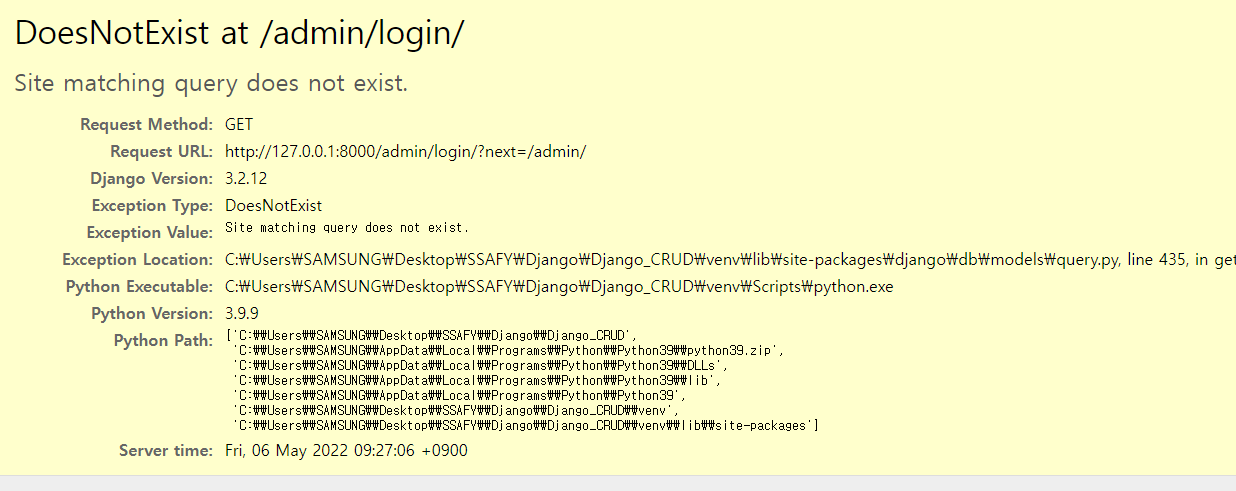 DoesNotExist at /admin/login/
Site matching query does not exist.
Request Method: GET
Request URL: http://127.0.0.1:8000/admin/login/?next=/admin/
Django Version: 3.2.12
Exception Type: DoesNotExist
Exception Value: Site matching query does not exist.
Exception Location: C:₩Users₩SAMSUNG₩Desktop₩SSAFY₩Django₩Django_CRUD₩venv₩lib₩site-packages₩django₩db₩models₩query.py, line 435, in get
Python Executable: C:₩Users₩SAMSUNG₩Desktop₩SSAFY₩Django₩Django_CRUD₩venv₩Scripts₩python.exe
Python Version: 3.9.9
Python Path: ['C:₩₩Users₩₩SAMSUNG₩₩Desktop₩₩SSAFY₩₩Django₩₩Django_CRUD',
'C:₩₩Users₩₩SAMSUNG₩₩AppData₩₩Local₩₩Programs₩₩Python₩₩Python39₩₩python39.zip',
'C:₩₩Users₩₩SAMSUNG₩₩AppData₩₩Local₩₩Programs₩₩Python₩₩Python39₩₩DLLs',
'C:₩₩Users₩₩SAMSUNG₩₩AppData₩₩Local₩₩Programs₩₩Python₩₩Python39₩₩lib',
'C:₩₩Users₩₩SAMSUNG₩₩AppData₩₩Local₩₩Programs₩₩Python₩₩Python39',
'C:₩₩Users₩₩SAMSUNG₩₩Desktop₩₩SSAFY₩₩Django₩₩Django_CRUD₩₩venv',
'C:₩₩Users₩₩SAMSUNG₩₩Desktop₩₩SSAFY₩₩Django₩₩Django_CRUD₩₩venv₩₩lib₩₩site-packages']
Server time: Fri, 06 May 2022 09:27:06 +0900